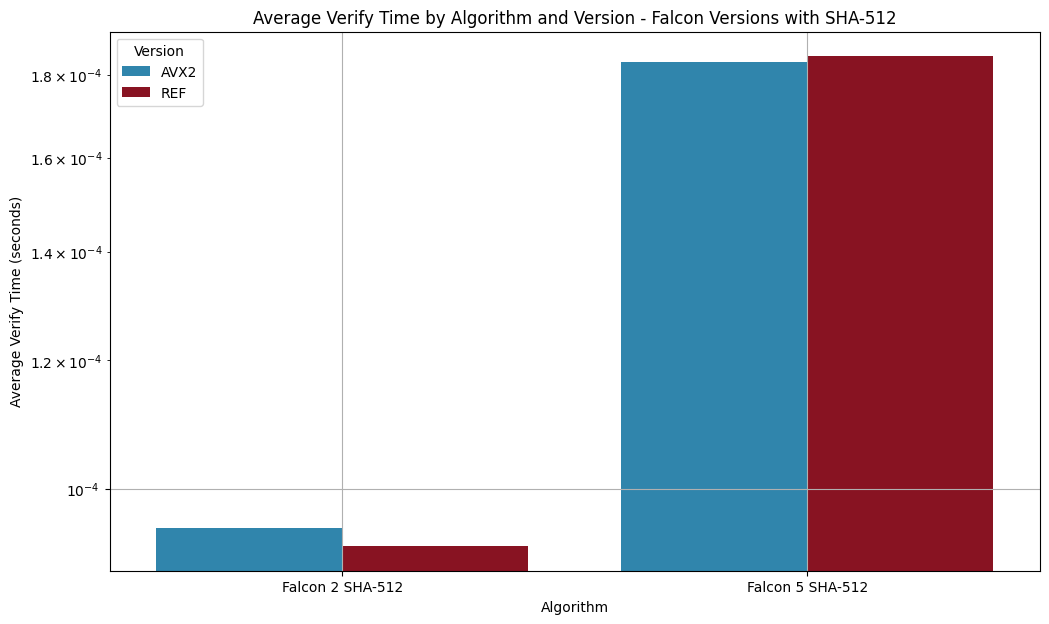 Average Verify Time by Algorithm and Version - Falcon Versions with SHA-512
Version
AVX2
REF
1.8 × 10⁻⁴
1.6 × 10⁻⁴
1.4 × 10⁻⁴
1.2 × 10⁻⁴
10⁻⁴
Average Verify Time (seconds)
Falcon 2 SHA-512
Falcon 5 SHA-512
Algorithm